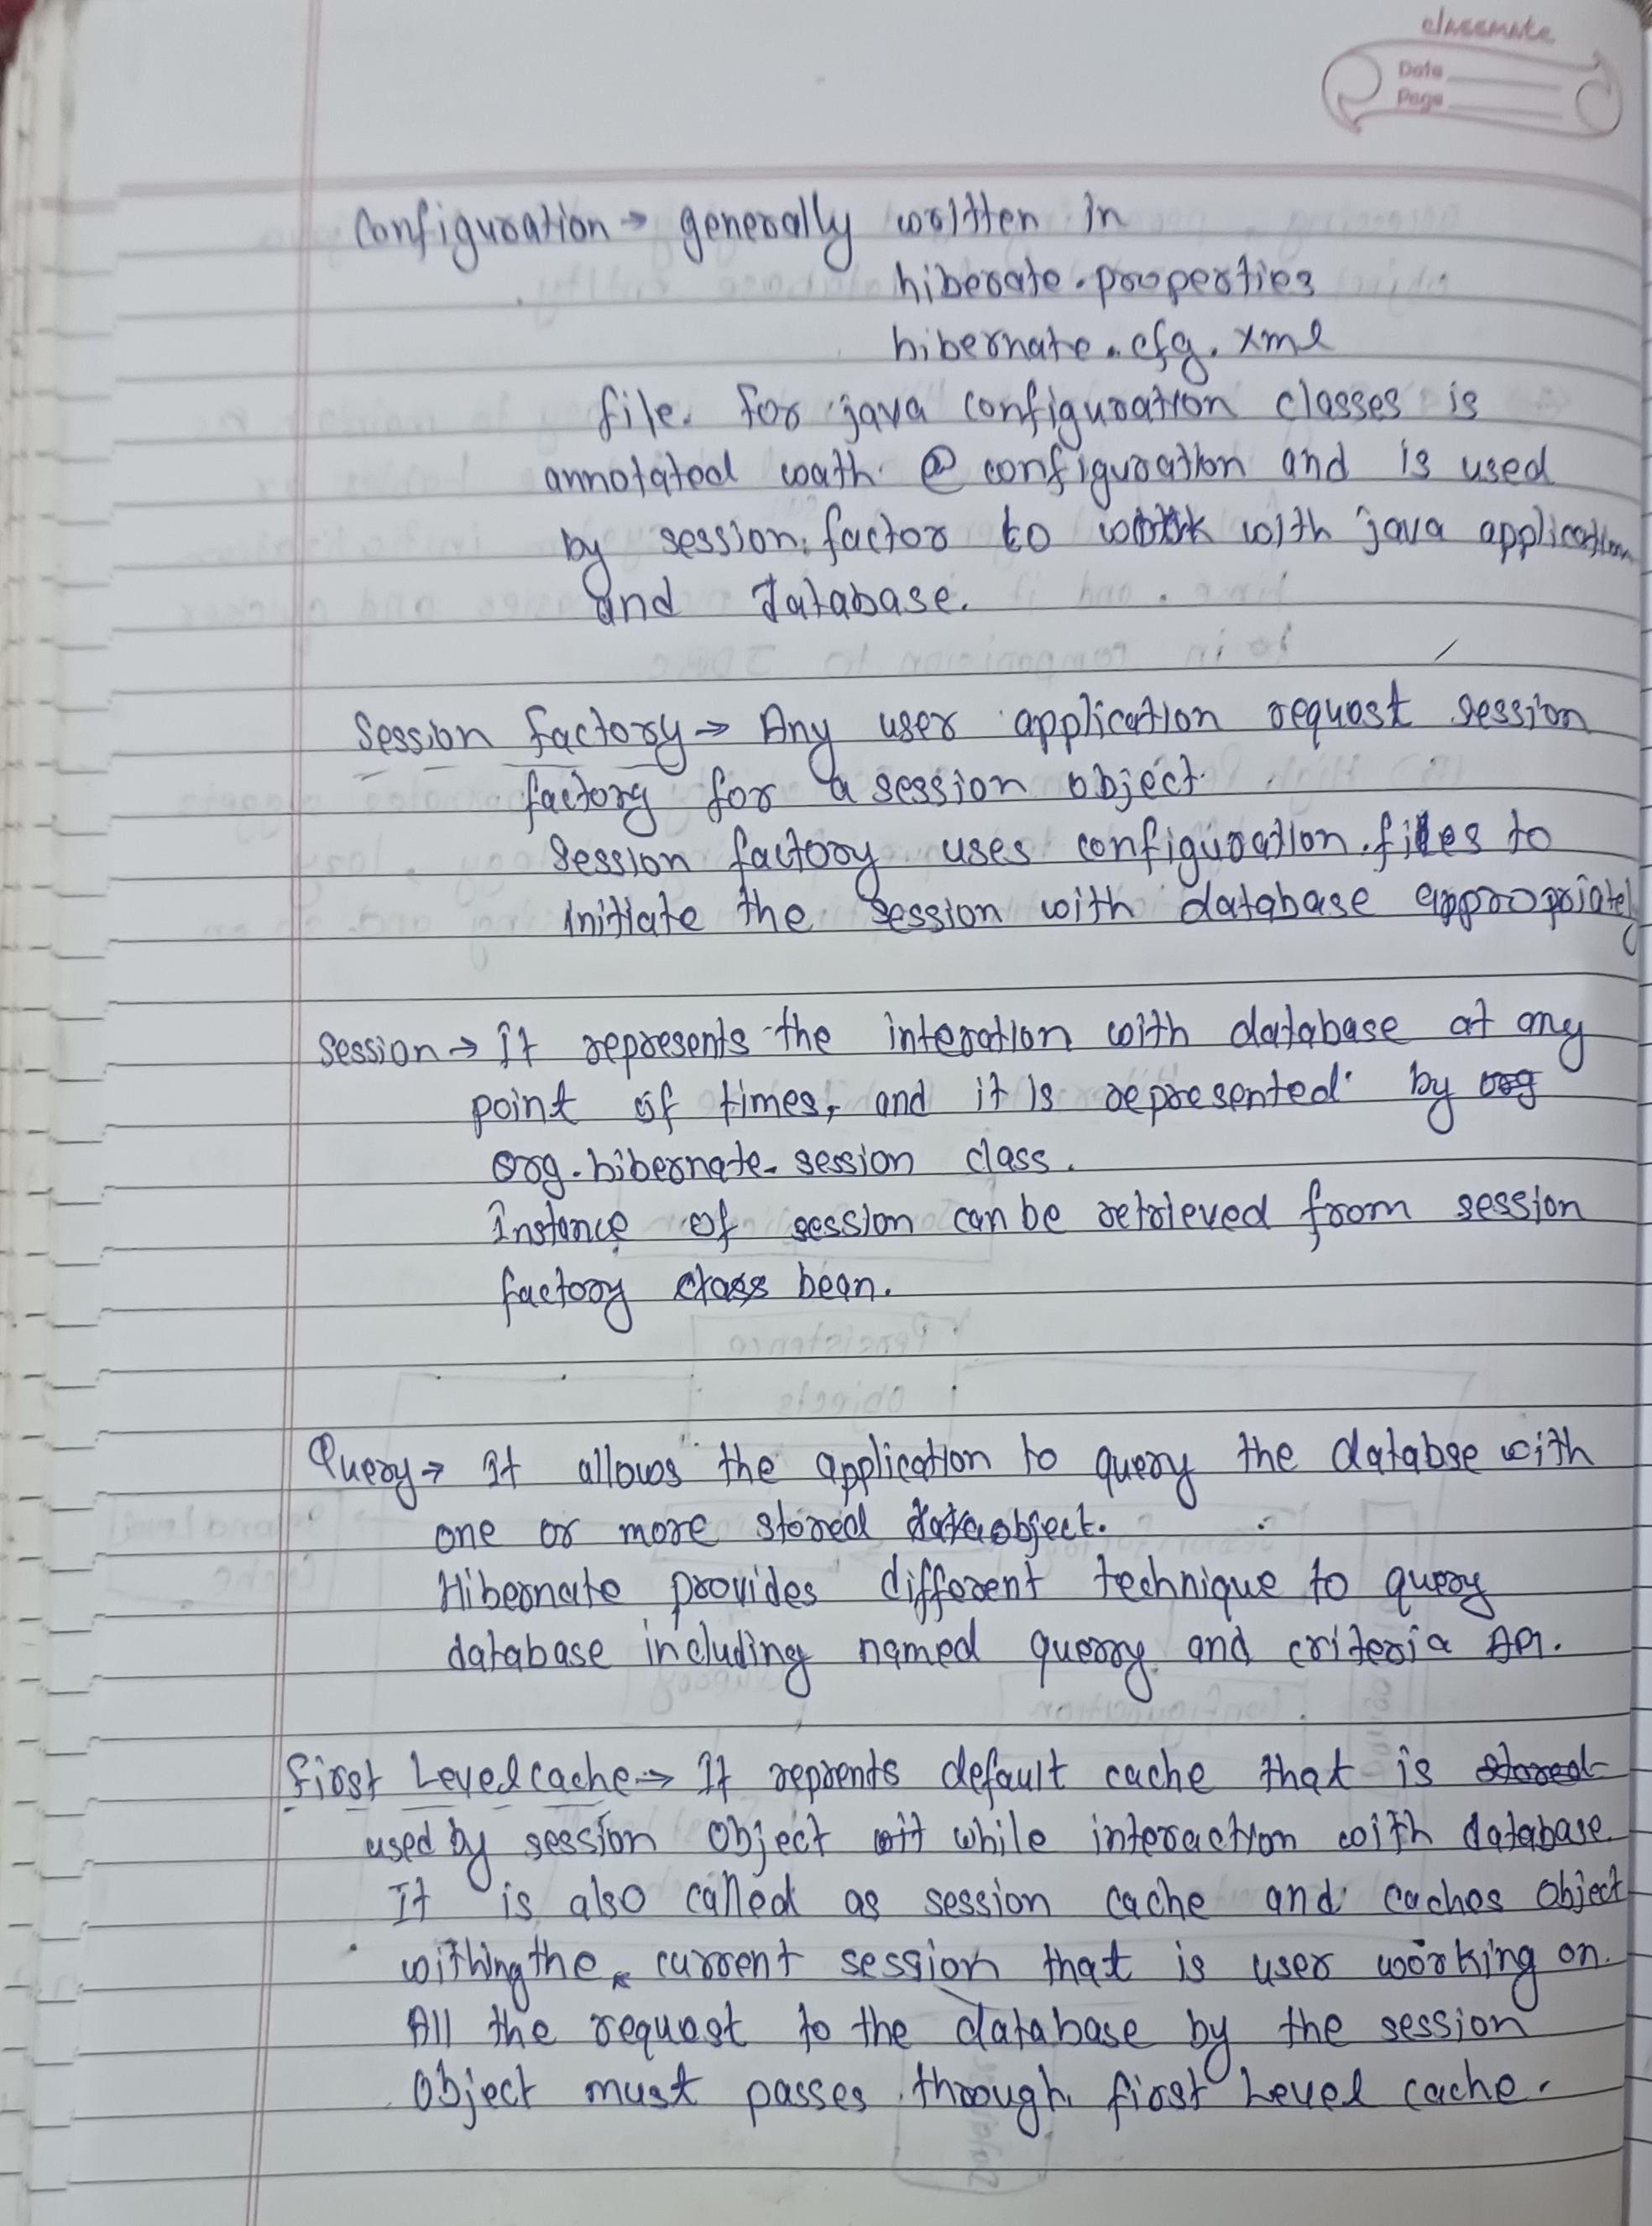 classmate
Date
Page
Configuration → generally written in
hiberate.properties
hibernate.cfg.xml
file. for java configuration classes is
annotated wath @ configuration and is used
by session factor to work with java application
and database.
Session factory → Any user application request session
factory for a session object.
Session factory uses configuration files to
initiate the session with database appropriately
Session → It represents the interation with database at any
point of times, and it is represented by org
org.hibernate.session class.
Instance of session can be retrieved from session
factory class bean.
Query → It allows the application to query the databse with
one or more stored data object.
Hibernate provides different technique to query
database including named query and criteria API.
First Level cache → It reprents default cache that is stored
used by session object wit while interaction with database.
It is also called as session cache and caches object
withing the current session that is user working on.
All the request to the database by the session
object must passes through first Level cache.